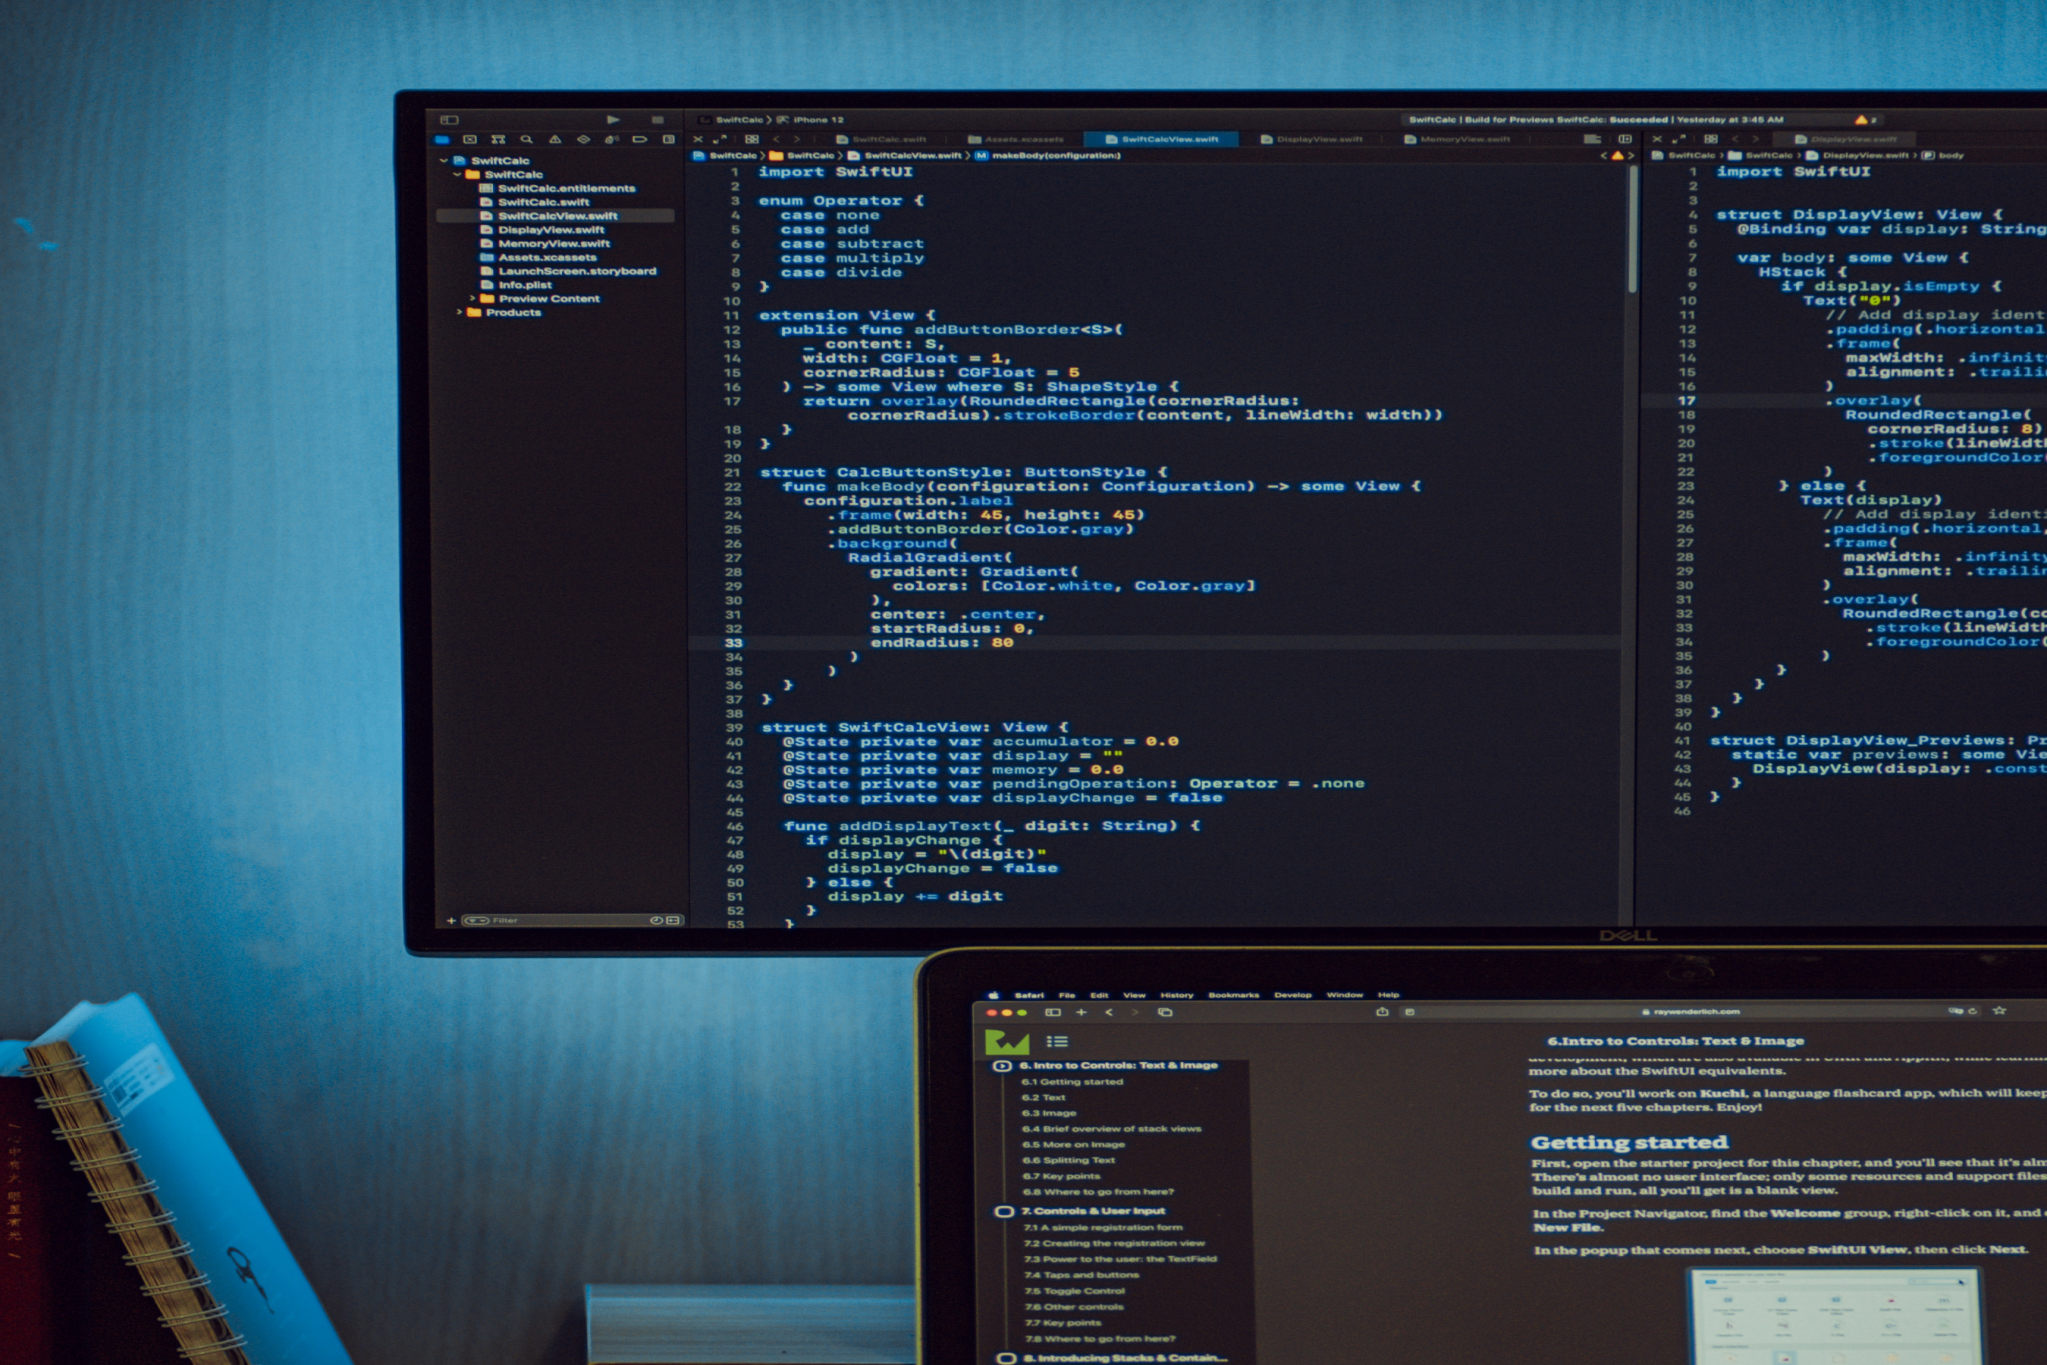 SwiftCalc
iPhone 12
SwiftCalc | Build for Previews SwiftCalc: Succeeded | Yesterday at 3:45 AM
2
SwiftCalc.swift
Assets.xcassets
SwiftCalcView.swift
DisplayView.swift
MemoryView.swift
DisplayView.swift
SwiftCalc
SwiftCalc
SwiftCalcView.swift
makeBody(configuration:)
SwiftCalc
SwiftCalc
DisplayView.swift
body
SwiftCalc
SwiftCalc
SwiftCalc.entitlements
SwiftCalc.swift
SwiftCalcView.swift
DisplayView.swift
MemoryView.swift
Assets.xcassets
LaunchScreen.storyboard
Info.plist
Preview Content
Products
Filter
1 import SwiftUI
2
3 enum Operator {
4 case none
5 case add
6 case subtract
7 case multiply
8 case divide
9 }
10
11 extension View {
12 public func addButtonBorder<S>(
13 _ content: S,
14 width: CGFloat = 1,
15 cornerRadius: CGFloat = 5
16 ) -> some View where S: ShapeStyle {
17 return overlay(RoundedRectangle(cornerRadius:
cornerRadius).strokeBorder(content, lineWidth: width))
18 }
19 }
20
21 struct CalcButtonStyle: ButtonStyle {
22 func makeBody(configuration: Configuration) -> some View {
23 configuration.label
24 .frame(width: 45, height: 45)
25 .addButtonBorder(Color.gray)
26 .background(
27 RadialGradient(
28 gradient: Gradient(
29 colors: [Color.white, Color.gray]
30 ),
31 center: .center,
32 startRadius: 0,
33 endRadius: 80
34 )
35 )
36 }
37 }
38
39 struct SwiftCalcView: View {
40 @State private var accumulator = 0.0
41 @State private var display = ""
42 @State private var memory = 0.0
43 @State private var pendingOperation: Operator = .none
44 @State private var displayChange = false
45
46 func addDisplayText(_ digit: String) {
47 if displayChange {
48 display = "\(digit)"
49 displayChange = false
50 } else {
51 display += digit
52 }
53 }
1 import SwiftUI
2
3
4 struct DisplayView: View {
5 @Binding var display: String
6
7 var body: some View {
8 HStack {
9 if display.isEmpty {
10 Text("0")
11 // Add display ident
12 .padding(.horizontal
13 .frame(
14 maxWidth: .infinity
15 alignment: .trailin
16 )
17 .overlay(
18 RoundedRectangle(
19 cornerRadius: 8)
20 .stroke(lineWidth
21 .foregroundColor(
22 )
23 } else {
24 Text(display)
25 // Add display identi
26 .padding(.horizontal,
27 .frame(
28 maxWidth: .infinity
29 alignment: .trailin
30 )
31 .overlay(
32 RoundedRectangle(co
33 .stroke(lineWidth
34 .foregroundColor(
35 )
36 }
37 }
38 }
39 }
40
41 struct DisplayView_Previews: Pr
42 static var previews: some Vie
43 DisplayView(display: .const
44 }
45 }
46
DELL
Safari File Edit View History Bookmarks Develop Window Help
raywenderlich.com
6.Intro to Controls: Text & Image
6. Intro to Controls: Text & Image
6.1 Getting started
6.2 Text
6.3 Image
6.4 Brief overview of stack views
6.5 More on Image
6.6 Splitting Text
6.7 Key points
6.8 Where to go from here?
7. Controls & User Input
7.1 A simple registration form
7.2 Creating the registration view
7.3 Power to the user: the TextField
7.4 Taps and buttons
7.5 Toggle Control
7.6 Other controls
7.7 Key points
7.8 Where to go from here?
8. Introducing Stacks & Contain...
more about the SwiftUI equivalents.
To do so, you'll work on Kuchi, a language flashcard app, which will keep
for the next five chapters. Enjoy!
Getting started
First, open the starter project for this chapter, and you'll see that it's alm
There's almost no user interface; only some resources and support files
build and run, all you'll get is a blank view.
In the Project Navigator, find the Welcome group, right-click on it, and
New File.
In the popup that comes next, choose SwiftUI View, then click Next.